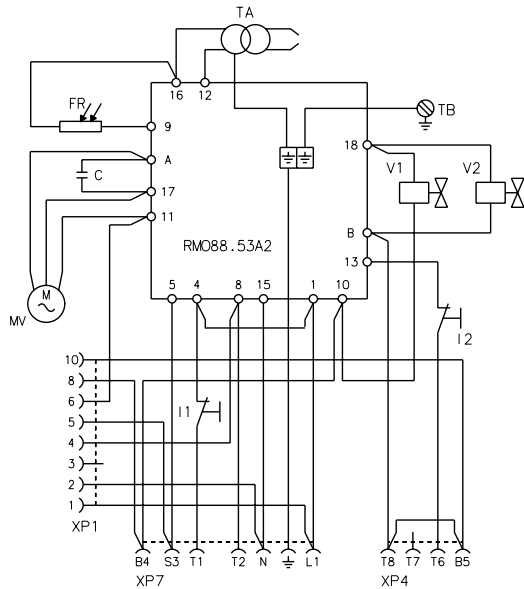 TA
16 12
FR
9
TB
A
18
C
V1 V2
17
11
RMO88.53A2
B
M
13
MV
5 4 8 15 1 10
I2
10
8
6
I1
5
4
3
2
1
XP1
B4 S3 T1 T2 N L1 T8 T7 T6 B5
XP7 XP4